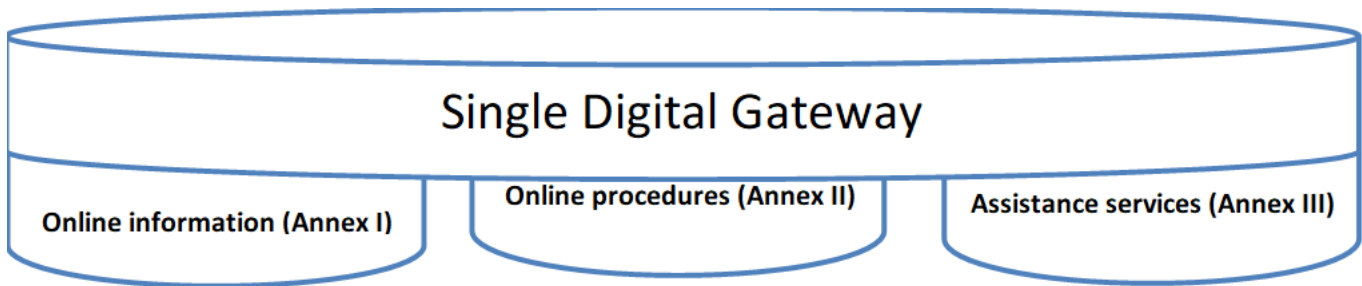 Single Digital Gateway
Online information (Annex I)
Online procedures (Annex II)
Assistance services (Annex III)